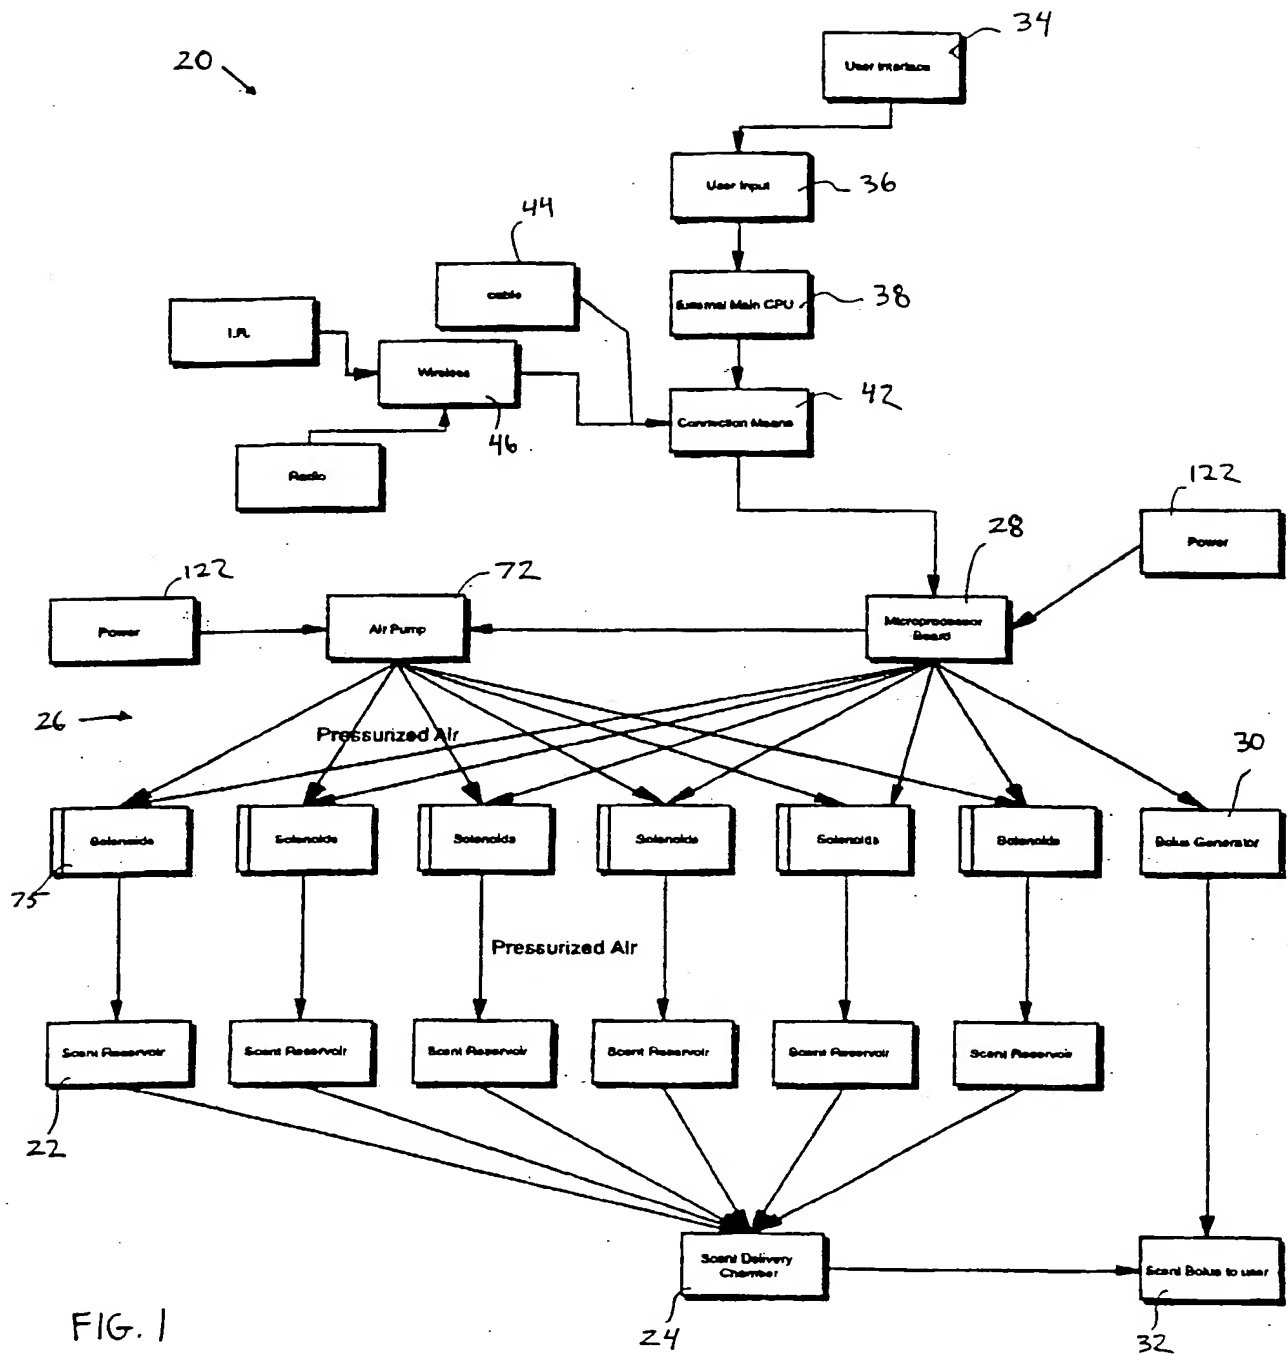 34
User Interface
20
User Input
36
44
cable
External Main CPU
38
I.R.
Wireless
46
Connection Means
42
Radio
122
Power
28
122
Power
72
Air Pump
Microprocessor
Board
26
Pressurized Air
30
Solenoids
Solenoids
Solenoids
Solenoids
Solenoids
Solenoids
Bolus Generator
75
Pressurized Air
Scent Reservoir
Scent Reservoir
Scent Reservoir
Scent Reservoir
Scent Reservoir
Scent Reservoir
22
Scent Delivery
Chamber
Scent Bolus to user
24
32
FIG. 1